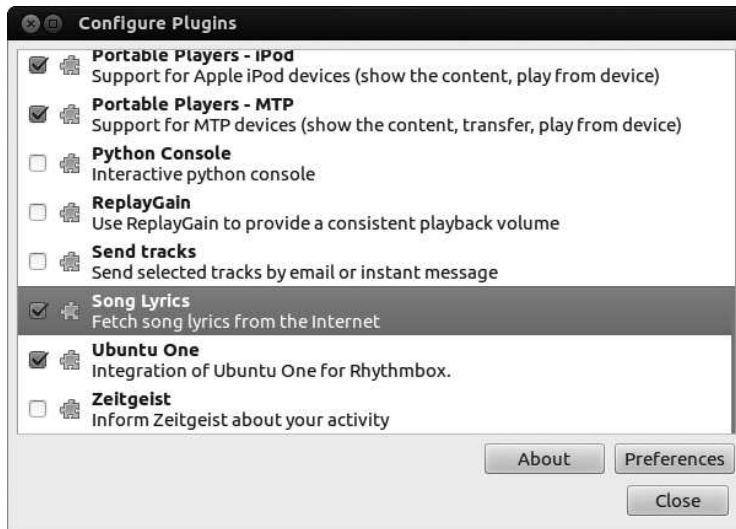 Configure Plugins
Portable Players - iPod
Support for Apple iPod devices (show the content, play from device)
Portable Players - MTP
Support for MTP devices (show the content, transfer, play from device)
Python Console
Interactive python console
ReplayGain
Use ReplayGain to provide a consistent playback volume
Send tracks
Send selected tracks by email or instant message
Song Lyrics
Fetch song lyrics from the Internet
Ubuntu One
Integration of Ubuntu One for Rhythmbox.
Zeitgeist
Inform Zeitgeist about your activity
About Preferences
Close